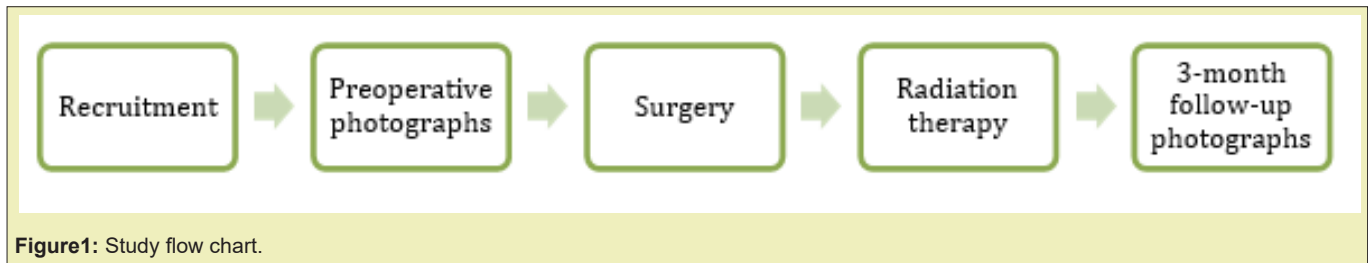 Recruitment
Preoperative
photographs
Surgery
Radiation
therapy
3-month
follow-up
photographs
Figure1: Study flow chart.